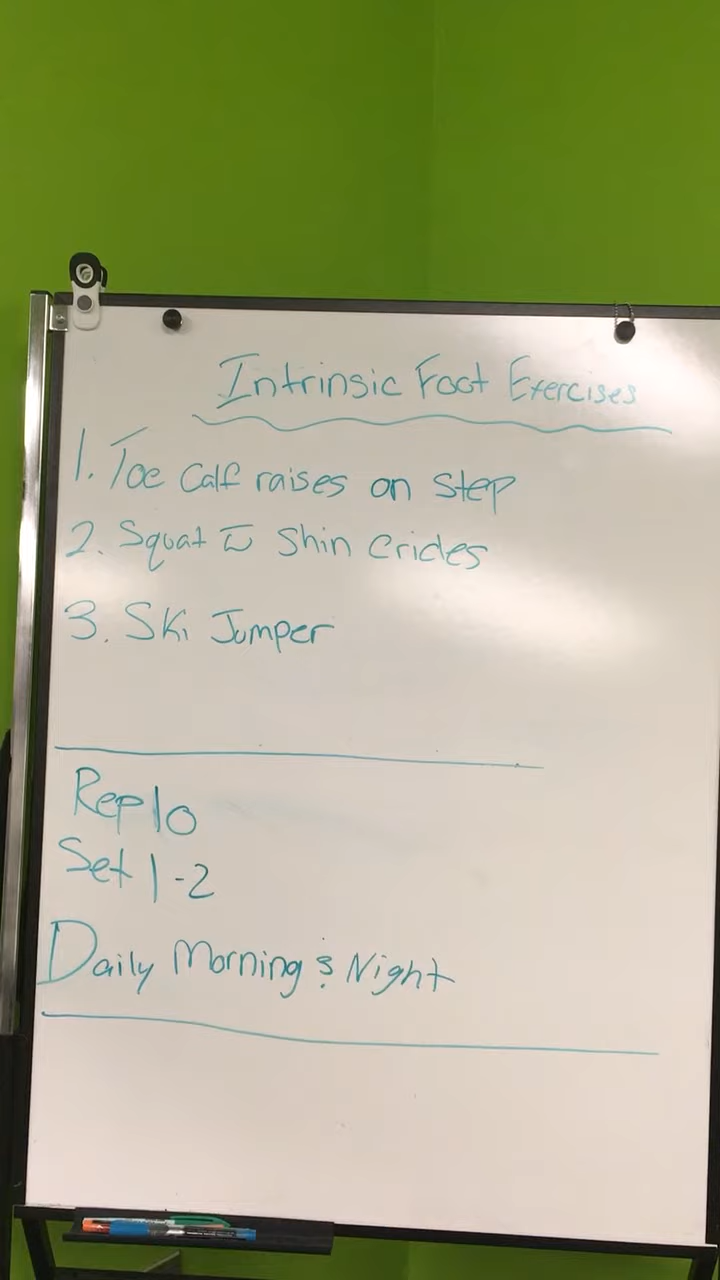 Intrinsic Foot Exercises
1. Toe Calf raises on step
2. Squat Shin
3. Ski Jumper
Rep 10
Set 1-2
Daily Morning & Night